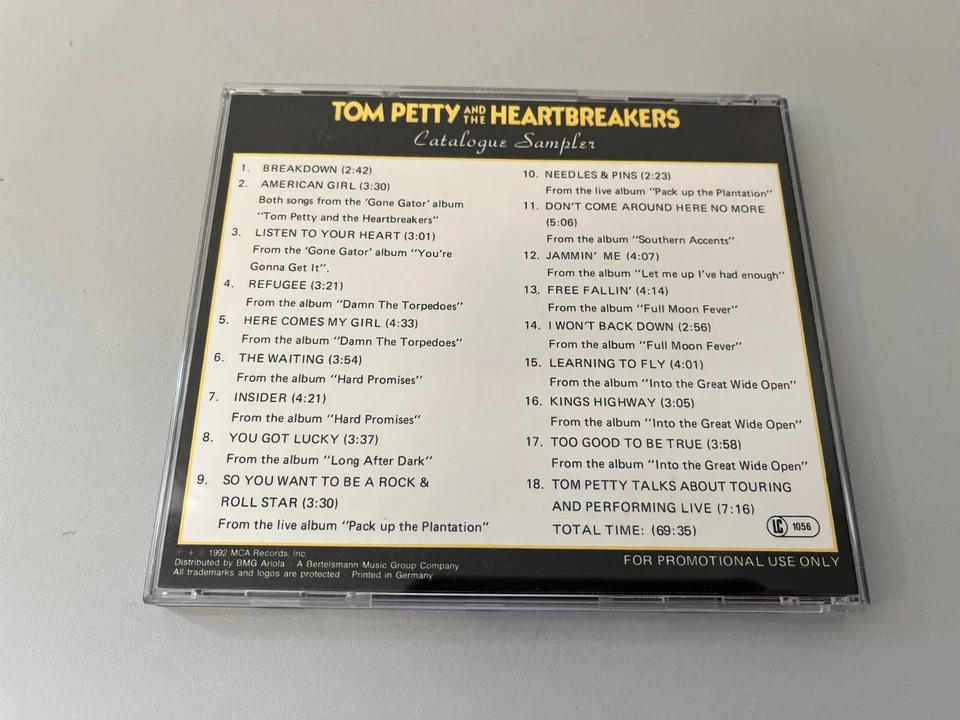 TOM PETTY AND THE HEARTBREAKERS
Catalogue Sampler
1. BREAKDOWN (2:42)
2. AMERICAN GIRL (3:30)
Both songs from the 'Gone Gator' album
"Tom Petty and the Heartbreakers"
3. LISTEN TO YOUR HEART (3:01)
From the 'Gone Gator' album "You're
Gonna Get It".
4. REFUGEE (3:21)
From the album "Damn The Torpedoes"
5. HERE COMES MY GIRL (4:33)
From the album "Damn The Torpedoes"
6. THE WAITING (3:54)
From the album "Hard Promises"
7. INSIDER (4:21)
From the album "Hard Promises"
8. YOU GOT LUCKY (3:37)
From the album "Long After Dark"
9. SO YOU WANT TO BE A ROCK &
ROLL STAR (3:30)
From the live album "Pack up the Plantation"
10. NEEDLES & PINS (2:23)
From the live album "Pack up the Plantation"
11. DON'T COME AROUND HERE NO MORE
(5:06)
From the album "Southern Accents"
12. JAMMIN' ME (4:07)
From the album "Let me up I've had enough"
13. FREE FALLIN' (4:14)
From the album "Full Moon Fever"
14. I WON'T BACK DOWN (2:56)
From the album "Full Moon Fever"
15. LEARNING TO FLY (4:01)
From the album "Into the Great Wide Open"
16. KINGS HIGHWAY (3:05)
From the album "Into the Great Wide Open"
17. TOO GOOD TO BE TRUE (3:58)
From the album "Into the Great Wide Open"
18. TOM PETTY TALKS ABOUT TOURING
AND PERFORMING LIVE (7:16)
TOTAL TIME: (69:35)
LC 1056
℗ + © 1992 MCA Records, Inc.
Distributed by BMG Ariola · A Bertelsmann Music Group Company
All trademarks and logos are protected · Printed in Germany
FOR PROMOTIONAL USE ONLY